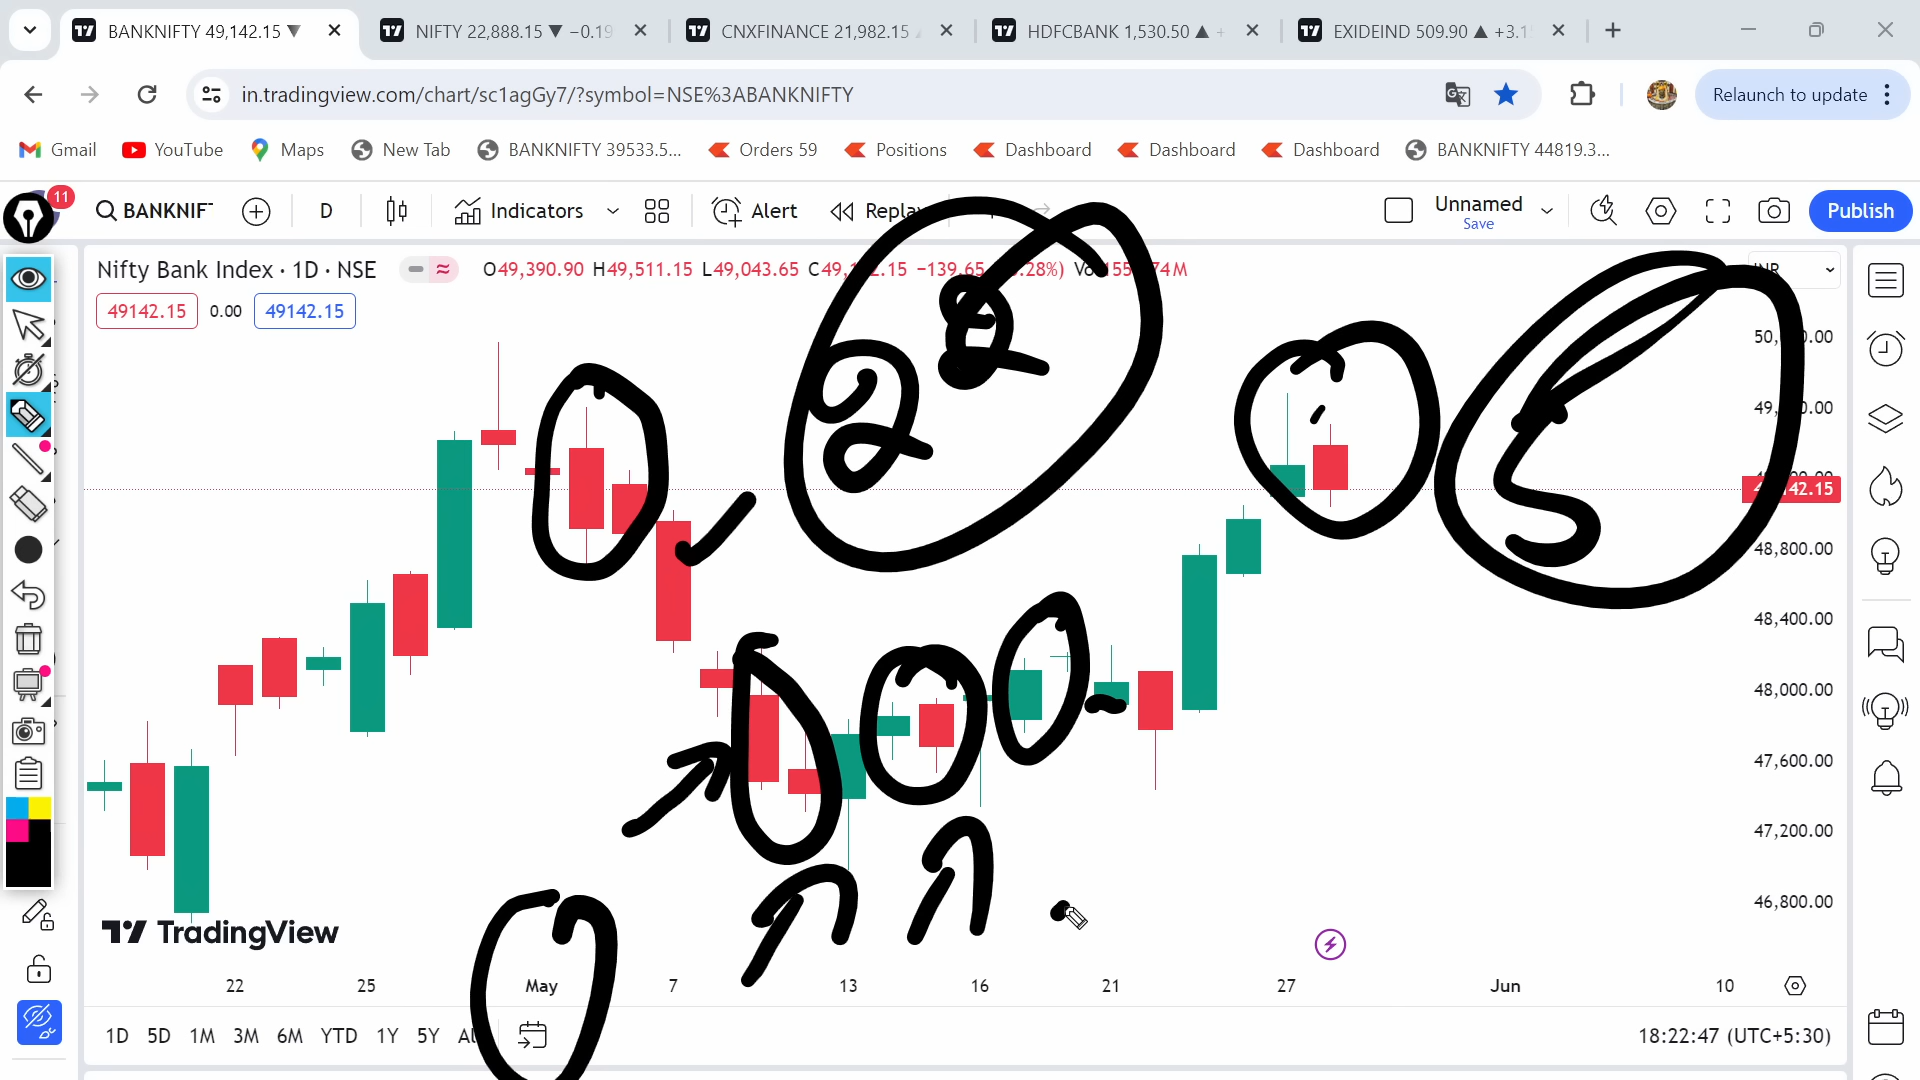 BANKNIFTY 49,142.15 ▼
NIFTY 22,888.15 ▼ −0.19
CNXFINANCE 21,982.15
HDFCBANK 1,530.50 ▲ +
EXIDEIND 509.90 ▲ +3.1
in.tradingview.com/chart/sc1agGy7/?symbol=NSE%3ABANKNIFTY
Relaunch to update
Gmail
YouTube
Maps
New Tab
BANKNIFTY 39533.5...
Orders 59
Positions
Dashboard
Dashboard
Dashboard
BANKNIFTY 44819.3...
11
BANKNIF
D
Indicators
Alert
Replay
Unnamed
Save
Publish
Nifty Bank Index · 1D · NSE
O49,390.90 H49,511.15 L49,043.65 −139.65
49142.15
0.00
49142.15
2
5
48,800.00
48,400.00
48,000.00
47,600.00
47,200.00
46,800.00
TradingView
22
25
May
7
13
16
21
27
Jun
10
1D
5D
1M
3M
6M
YTD
1Y
5Y
18:22:47 (UTC+5:30)